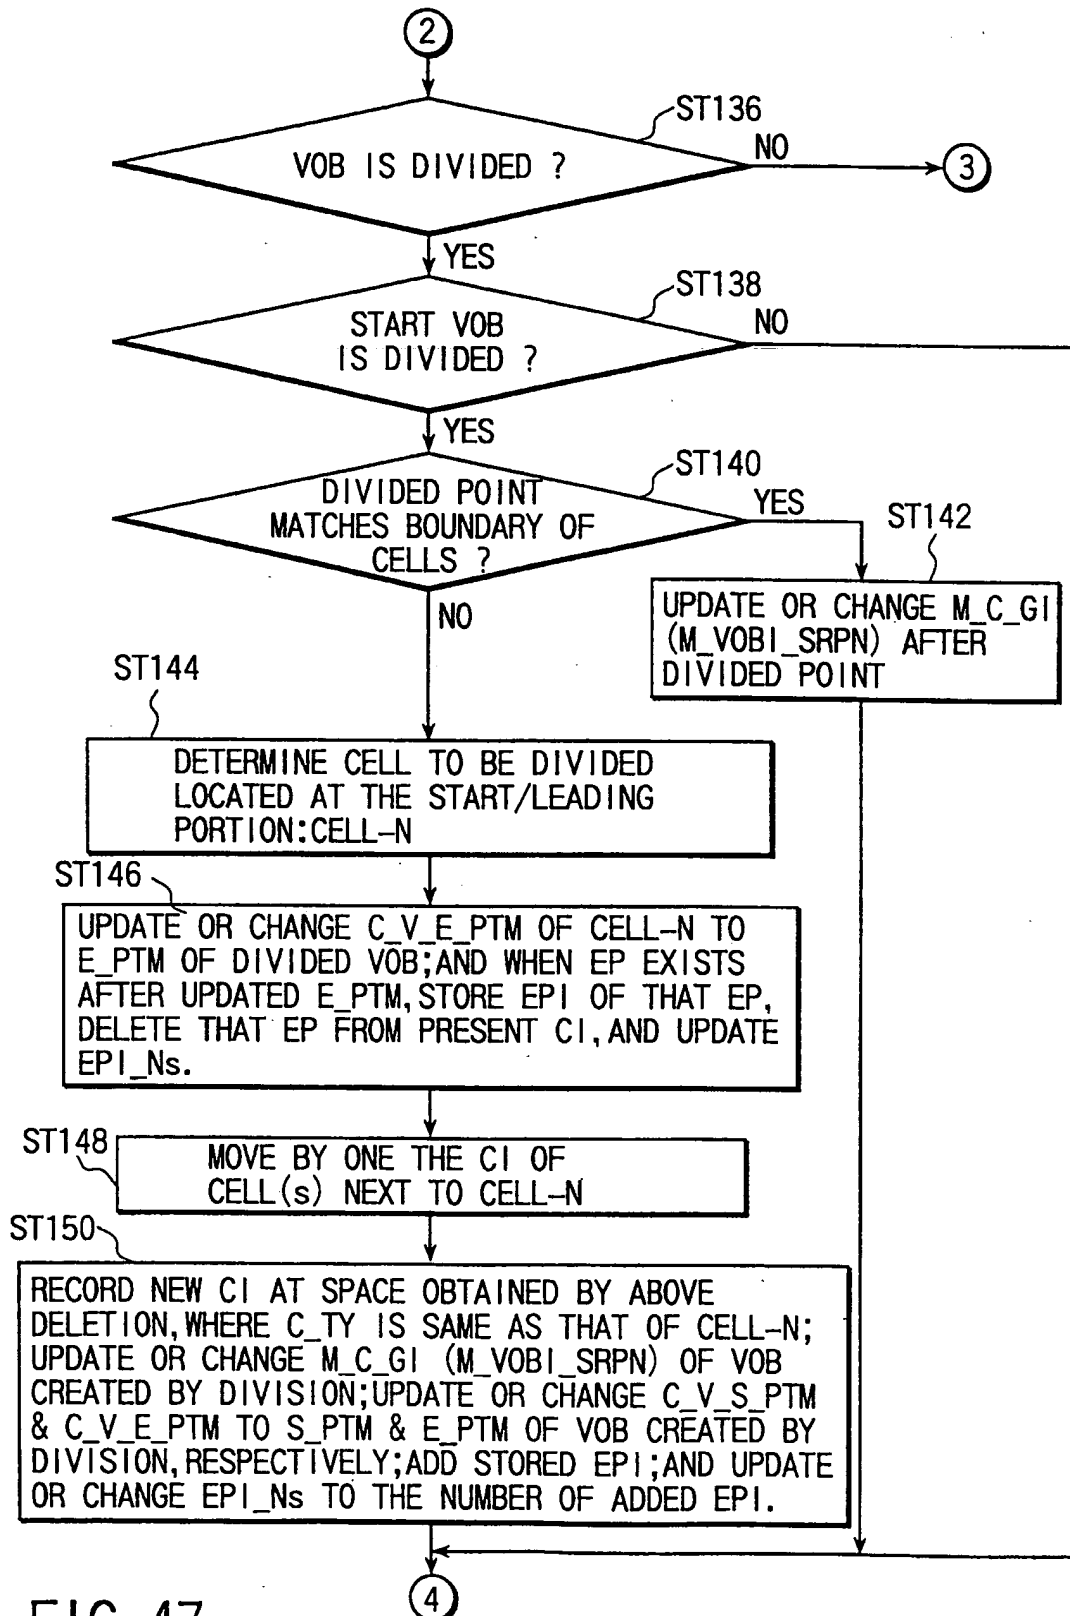 2
ST136
VOB IS DIVIDED ?
NO
3
YES
ST138
START VOB
IS DIVIDED ?
NO
YES
ST140
DIVIDED POINT
MATCHES BOUNDARY OF
CELLS ?
YES
ST142
UPDATE OR CHANGE M_C_GI
(M_VOBI_SRPN) AFTER
DIVIDED POINT
NO
ST144
DETERMINE CELL TO BE DIVIDED
LOCATED AT THE START/LEADING
PORTION:CELL-N
ST146
UPDATE OR CHANGE C_V_E_PTM OF CELL-N TO
E_PTM OF DIVIDED VOB;AND WHEN EP EXISTS
AFTER UPDATED E_PTM,STORE EPI OF THAT EP,
DELETE THAT EP FROM PRESENT CI,AND UPDATE
EPI_Ns.
ST148
MOVE BY ONE THE CI OF
CELL(s) NEXT TO CELL-N
ST150
RECORD NEW CI AT SPACE OBTAINED BY ABOVE
DELETION,WHERE C_TY IS SAME AS THAT OF CELL-N;
UPDATE OR CHANGE M_C_GI (M_VOBI_SRPN) OF VOB
CREATED BY DIVISION;UPDATE OR CHANGE C_V_S_PTM
& C_V_E_PTM TO S_PTM & E_PTM OF VOB CREATED BY
DIVISION,RESPECTIVELY;ADD STORED EPI;AND UPDATE
OR CHANGE EPI_Ns TO THE NUMBER OF ADDED EPI.
4
FIG. 47